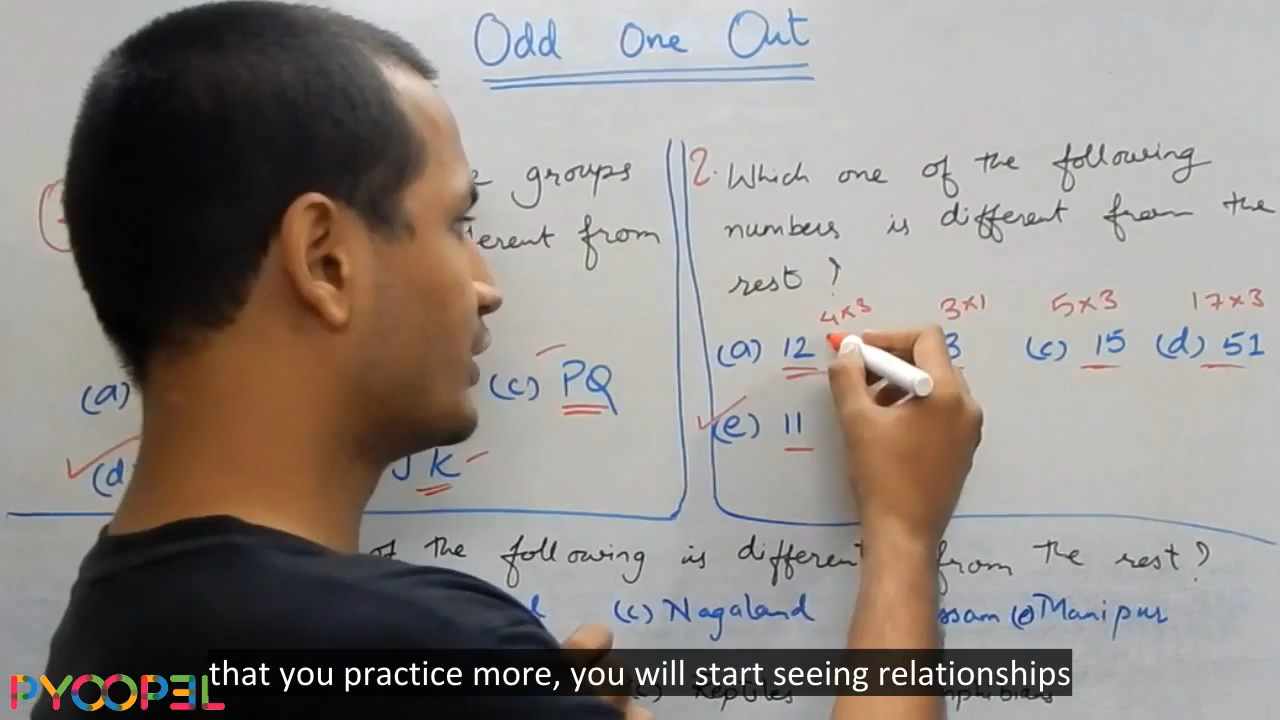 Odd One Out
groups
from
(a)
(c) PQ
(d
JK
2. Which one of the following
numbers is different from the
rest ?
4×3 3×1 5×3 17×3
(a) 12 3 (c) 15 (d) 51
(e) 11
of the following is different from the rest ?
(c) Nagaland (e) Manipur
Reptiles
that you practice more, you will start seeing relationships
PYOOPEL